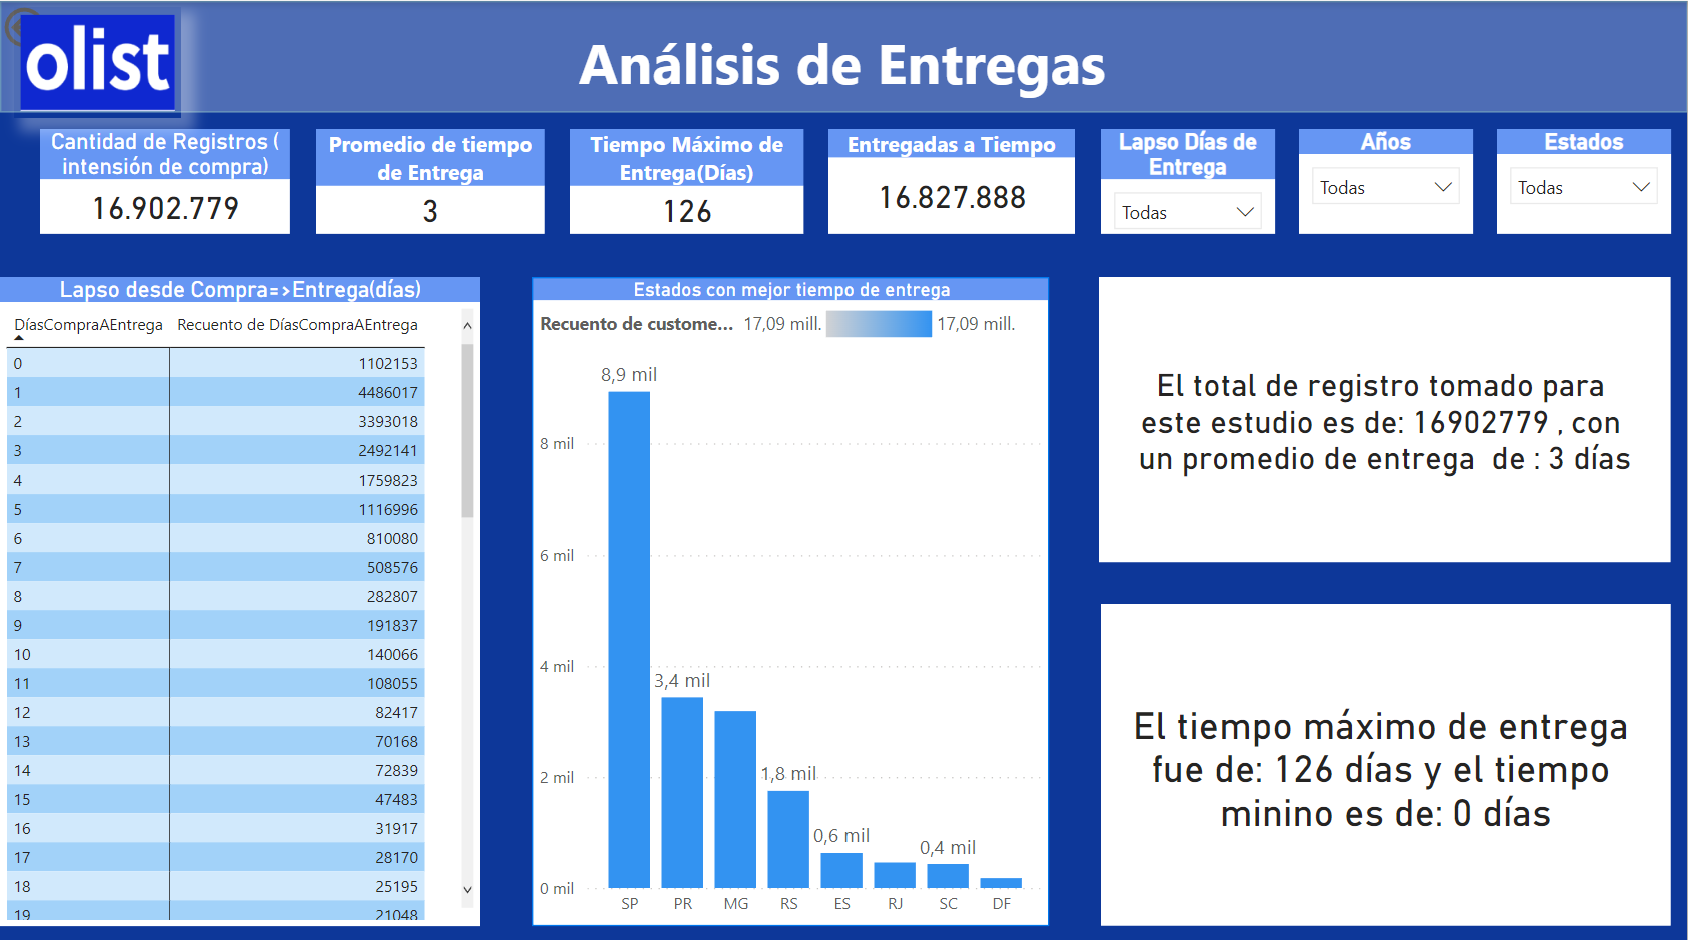 olist
Análisis de Entregas
Cantidad de Registros (
intensión de compra)
16.902.779
Promedio de tiempo
de Entrega
3
Tiempo Máximo de
Entrega(Días)
126
Entregadas a Tiempo
16.827.888
Lapso Días de
Entrega
Todas
Años
Todas
Estados
Todas
Lapso desde Compra=>Entrega(días)
DíasCompraAEntrega Recuento de DíasCompraAEntrega
0 1102153
1 4486017
2 3393018
3 2492141
4 1759823
5 1116996
6 810080
7 508576
8 282807
9 191837
10 140066
11 108055
12 82417
13 70168
14 72839
15 47483
16 31917
17 28170
18 25195
19 21048
Estados con mejor tiempo de entrega
Recuento de custome... 17,09 mill. 17,09 mill.
8,9 mil
8 mil
6 mil
4 mil
3,4 mil
2 mil
1,8 mil
0,6 mil
0,4 mil
0 mil
SP PR MG RS ES RJ SC DF
El total de registro tomado para
este estudio es de: 16902779 , con
un promedio de entrega de : 3 días
El tiempo máximo de entrega
fue de: 126 días y el tiempo
minino es de: 0 días